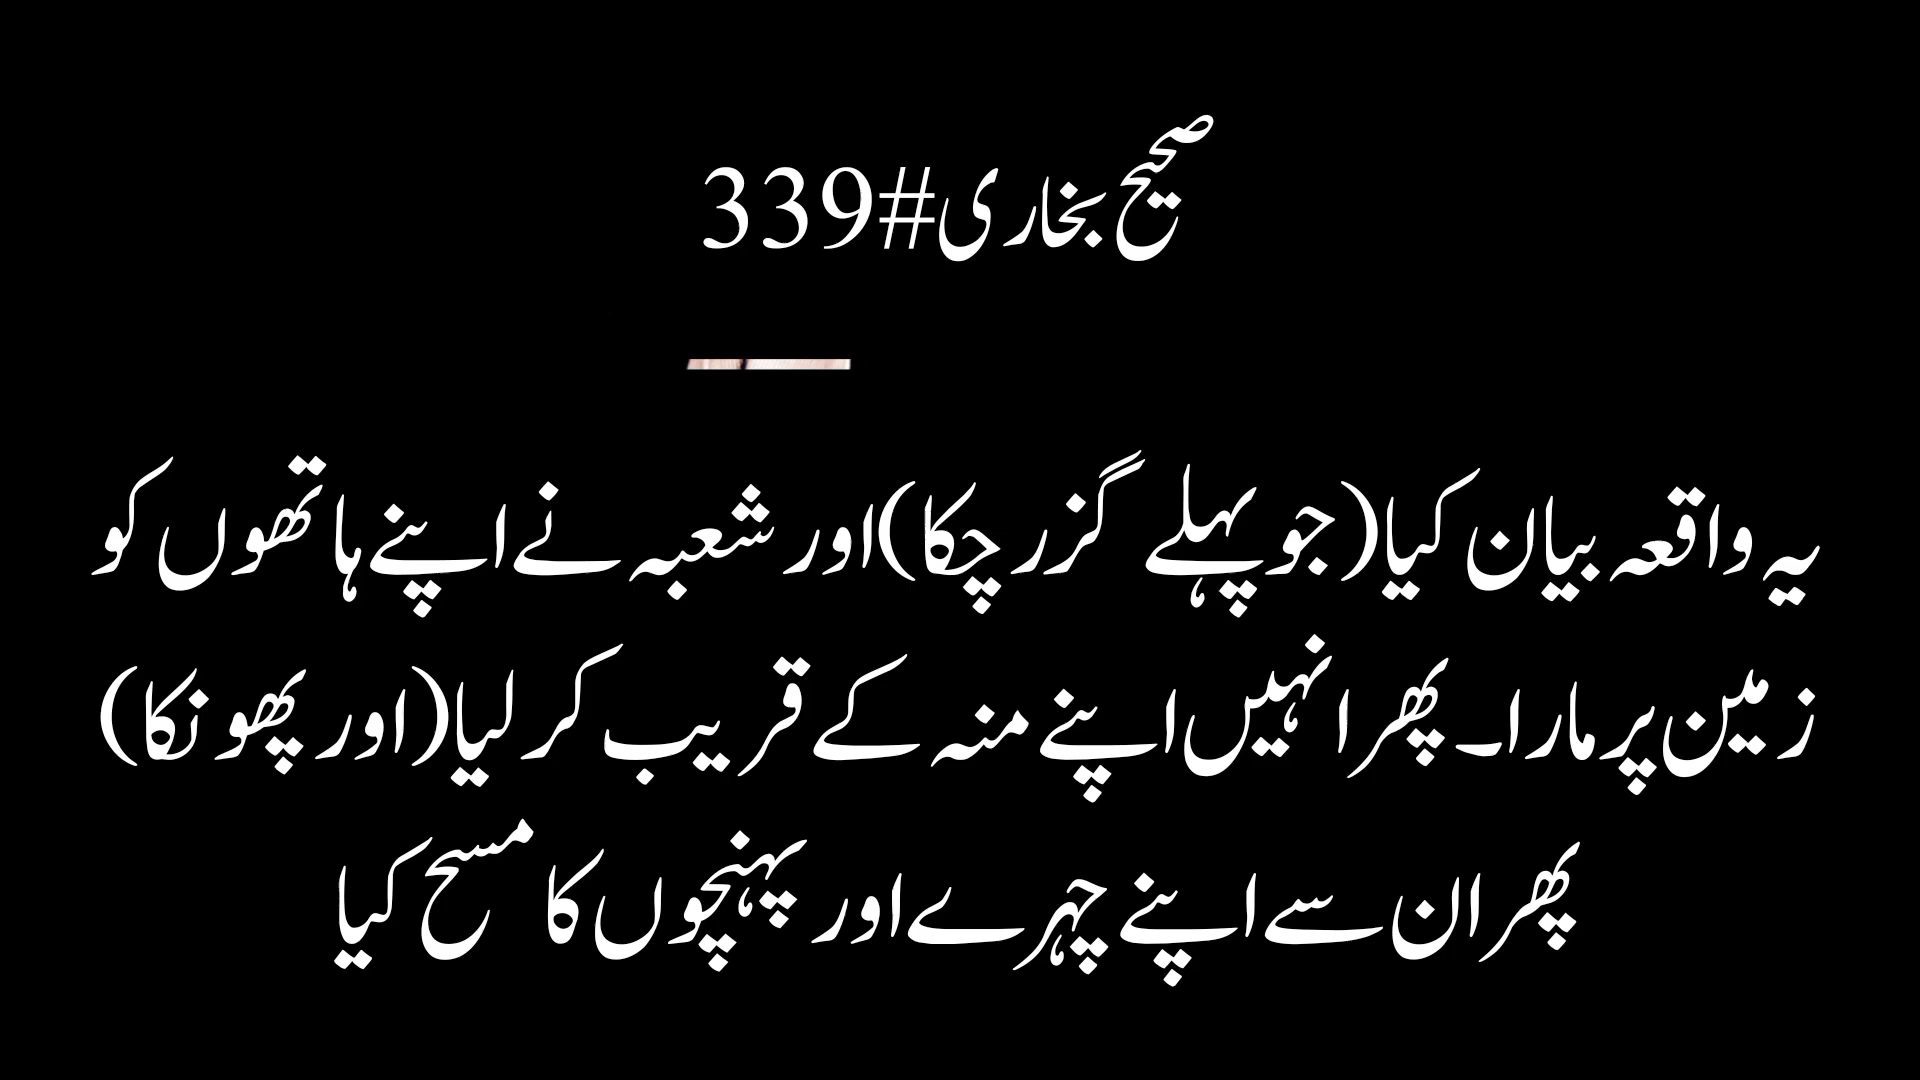 صحیح بخاری#339
یہ واقعہ بیان کیا(جو پہلے گزر چکا)اور شعبہ نے اپنے ہاتھوں کو
زمین پر مارا۔ پھر انہیں اپنے منہ کے قریب کر لیا(اور پھونکا)
پھر ان سے اپنے چہرے اور پہنچوں کا مسح کیا